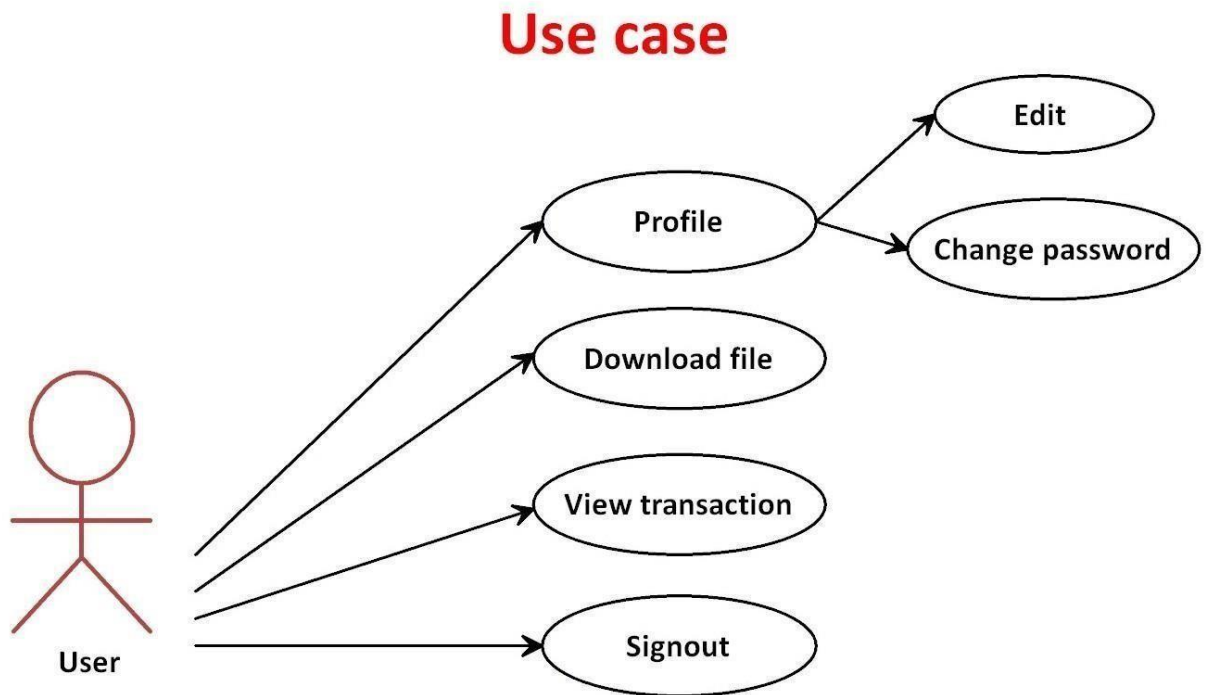 Use case
Edit
Profile
Change password
Download file
View transaction
Signout
User